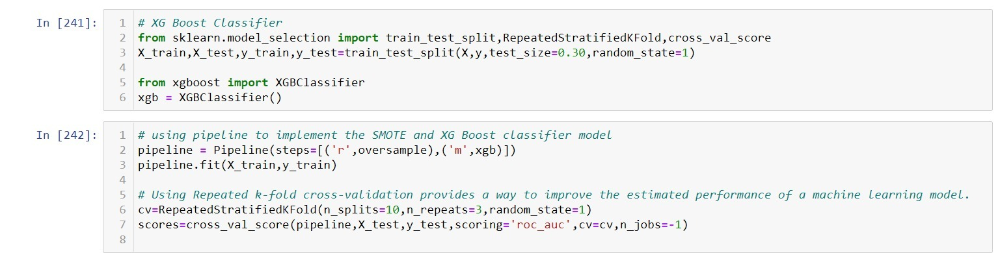 In [241]:
1 # XG Boost Classifier
2 from sklearn.model_selection import train_test_split,RepeatedStratifiedKFold,cross_val_score
3 X_train,X_test,y_train,y_test=train_test_split(X,y,test_size=0.30,random_state=1)
4
5 from xgboost import XGBClassifier
6 xgb = XGBClassifier()
In [242]:
1 # using pipeline to implement the SMOTE and XG Boost classifier model
2 pipeline = Pipeline(steps=[('r',oversample),('m',xgb)])
3 pipeline.fit(X_train,y_train)
4
5 # Using Repeated k-fold cross-validation provides a way to improve the estimated performance of a machine learning model.
6 cv=RepeatedStratifiedKFold(n_splits=10,n_repeats=3,random_state=1)
7 scores=cross_val_score(pipeline,X_test,y_test,scoring='roc_auc',cv=cv,n_jobs=-1)
8